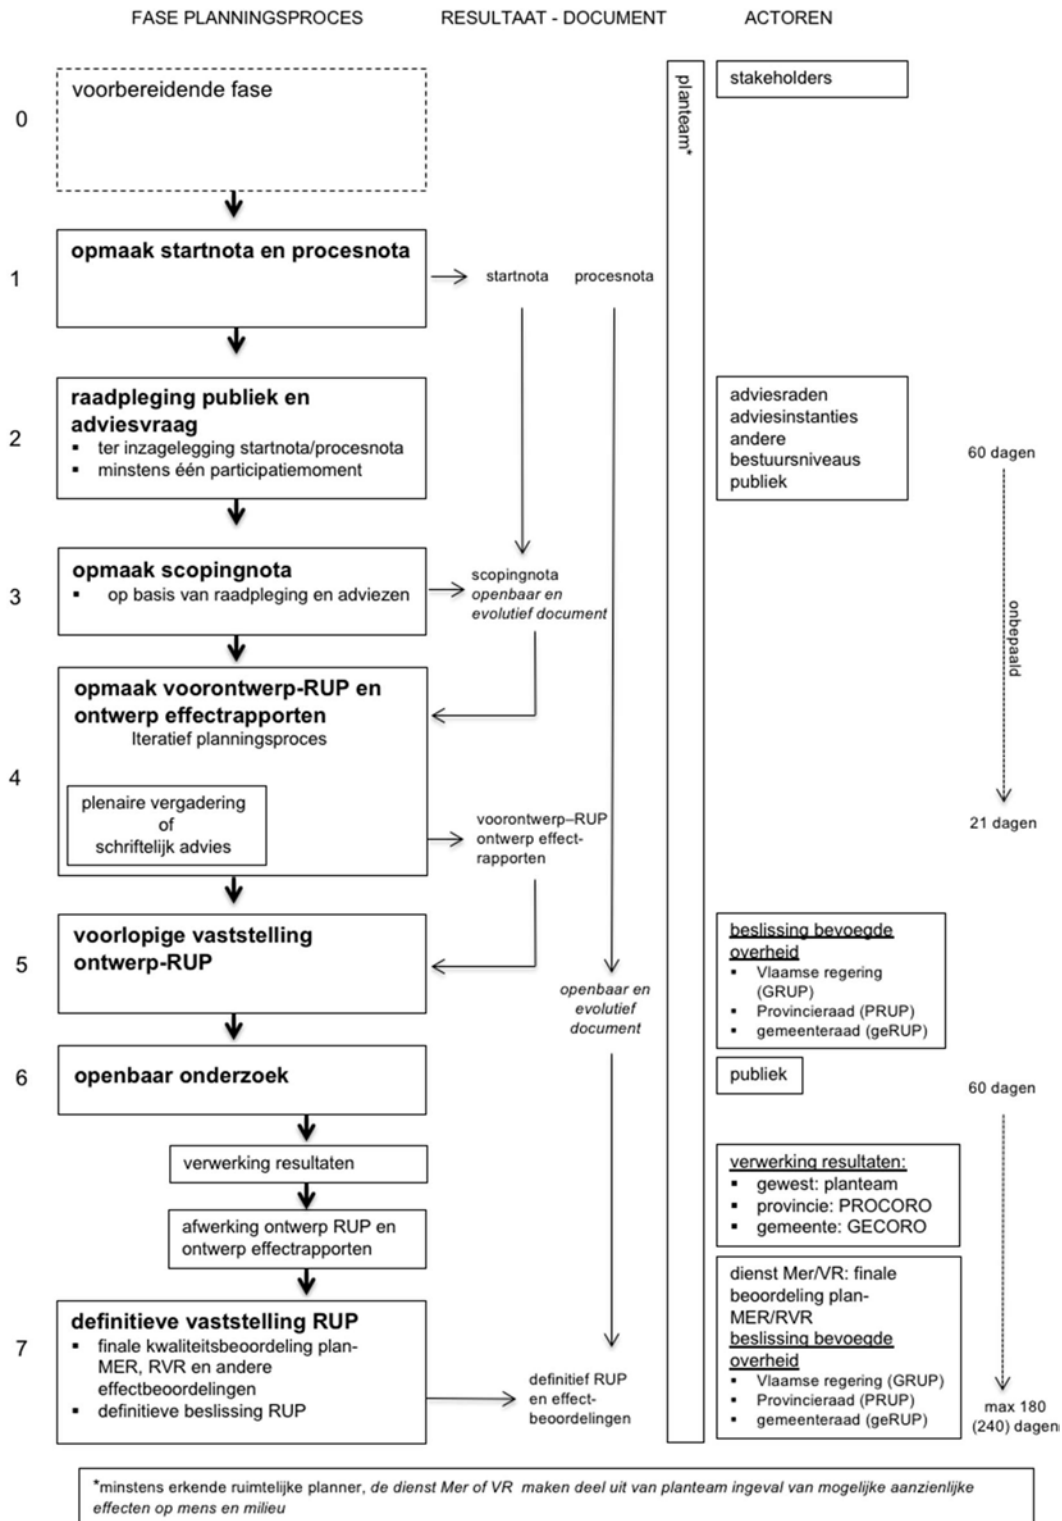 FASE PLANNINGSPROCES
RESULTAAT - DOCUMENT
ACTOREN
0
voorbereidende fase
planteam*
stakeholders
1
opmaak startnota en procesnota
startnota
procesnota
2
raadpleging publiek en
adviesvraag
▪ ter inzagelegging startnota/procesnota
▪ minstens één participatiemoment
adviesraden
adviesinstanties
andere
bestuursniveaus
publiek
60 dagen
3
opmaak scopingnota
▪ op basis van raadpleging en adviezen
scopingnota
openbaar en
evolutief document
onbepaald
4
opmaak voorontwerp-RUP en
ontwerp effectrapporten
Iteratief planningsproces
plenaire vergadering
of
schriftelijk advies
voorontwerp–RUP
ontwerp effect-
rapporten
21 dagen
5
voorlopige vaststelling
ontwerp-RUP
openbaar en
evolutief
document
beslissing bevoegde
overheid
▪ Vlaamse regering
(GRUP)
▪ Provincieraad (PRUP)
▪ gemeenteraad (geRUP)
6
openbaar onderzoek
publiek
60 dagen
verwerking resultaten
verwerking resultaten:
▪ gewest: planteam
▪ provincie: PROCORO
▪ gemeente: GECORO
afwerking ontwerp RUP en
ontwerp effectrapporten
7
definitieve vaststelling RUP
▪ finale kwaliteitsbeoordeling plan-
MER, RVR en andere
effectbeoordelingen
▪ definitieve beslissing RUP
definitief RUP
en effect-
beoordelingen
dienst Mer/VR: finale
beoordeling plan-
MER/RVR
beslissing bevoegde
overheid
▪ Vlaamse regering (GRUP)
▪ Provincieraad (PRUP)
▪ gemeenteraad (geRUP)
max 180
(240) dagen
*minstens erkende ruimtelijke planner, de dienst Mer of VR maken deel uit van planteam ingeval van mogelijke aanzienlijke
effecten op mens en milieu